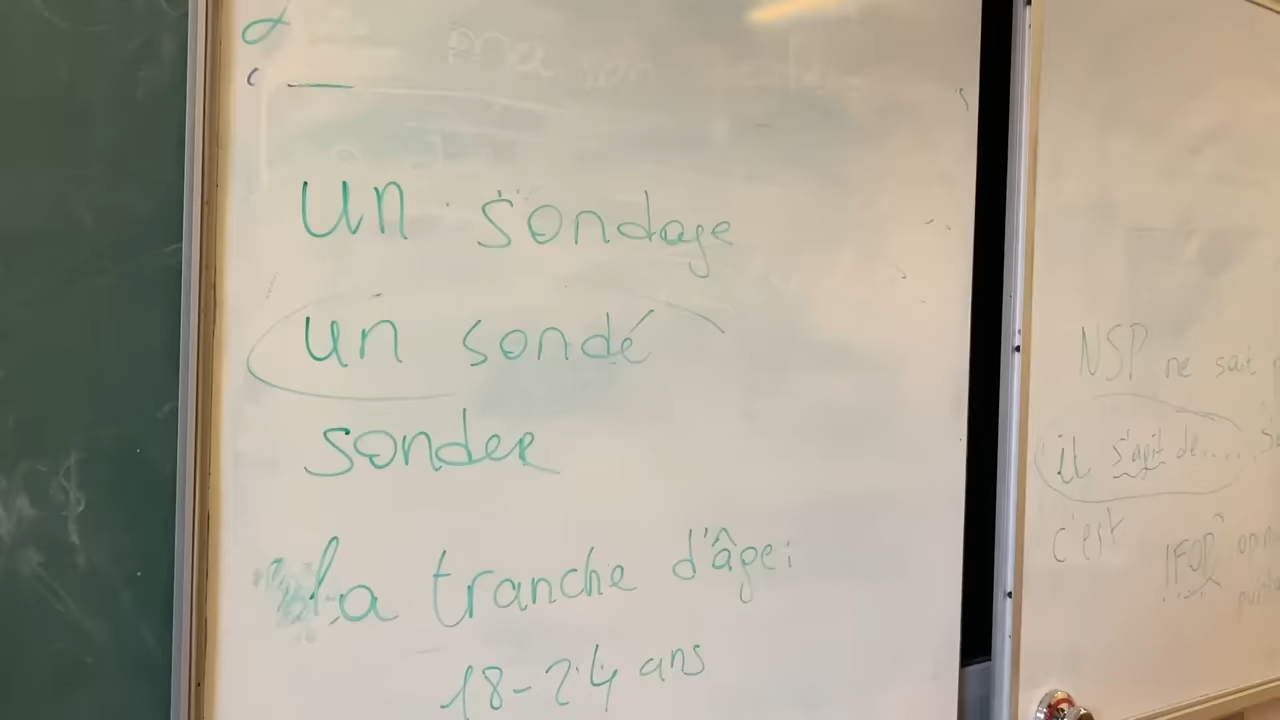 un sondage
un sondé
sonder
la tranche d'âge:
18-24 ans
NSP ne sait
il s'agit de.....
c'est
IFOP